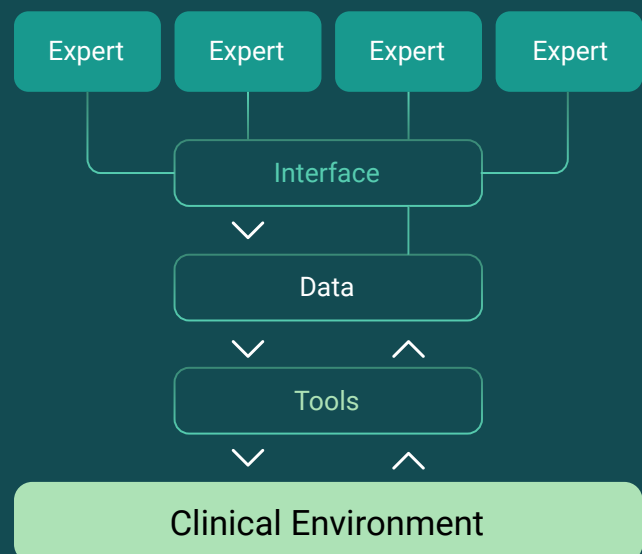 Expert
Expert
Expert
Expert
Interface
Data
Tools
Clinical Environment